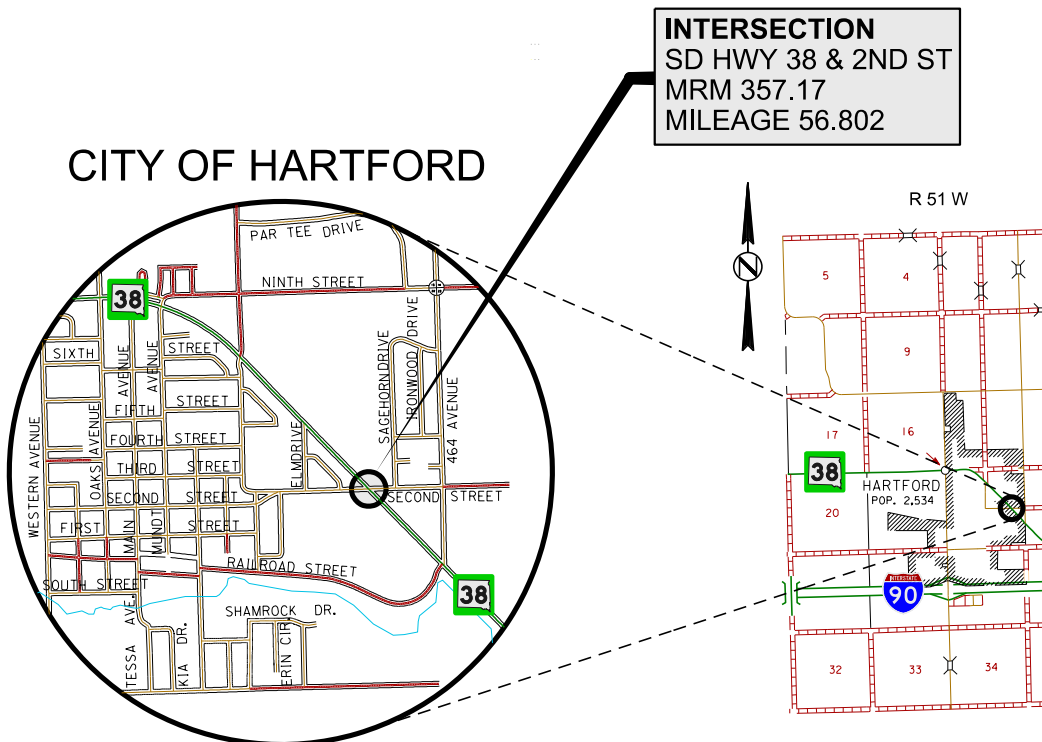 INTERSECTION
SD HWY 38 & 2ND ST
MRM 357.17
MILEAGE 56.802
CITY OF HARTFORD
R 51 W
N
PAR TEE DRIVE
NINTH STREET
38
SIXTH STREET
AVENUE
AVENUE
FIFTH STREET
FOURTH STREET
THIRD STREET
SECOND STREET
FIRST STREET
WESTERN AVENUE
OAKS AVENUE
MAIN
MUNDT
ELMDRIVE
SAGEHORNDRIVE
IRONWOOD DRIVE
464 AVENUE
SECOND STREET
RAILROAD STREET
SOUTH STREET
38
SHAMROCK DR.
TESSA AVE.
KIA DR.
ERIN CIR.
5
4
9
17
16
38
HARTFORD
POP. 2,534
20
INTERSTATE
90
32
33
34